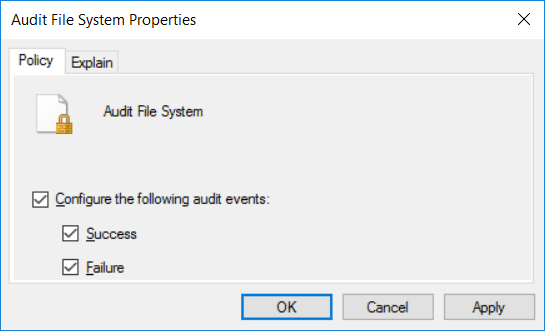 Audit File System Properties
Policy
Explain
Audit File System
Configure the following audit events:
Success
Failure
OK
Cancel
Apply